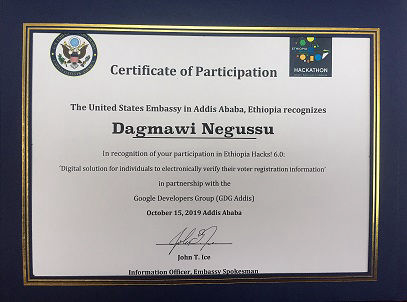 ETHIOPIA
HACKATHON
Certificate of Participation
The United States Embassy in Addis Ababa, Ethiopia recognizes
Dagmawi Negussu
In recognition of your participation in Ethiopia Hacks! 6.0:
'Digital solution for individuals to electronically verify their voter registration information'
in partnership with the
Google Developers Group (GDG Addis)
October 15, 2019 Addis Ababa
John T. Ice
Information Officer, Embassy Spokesman